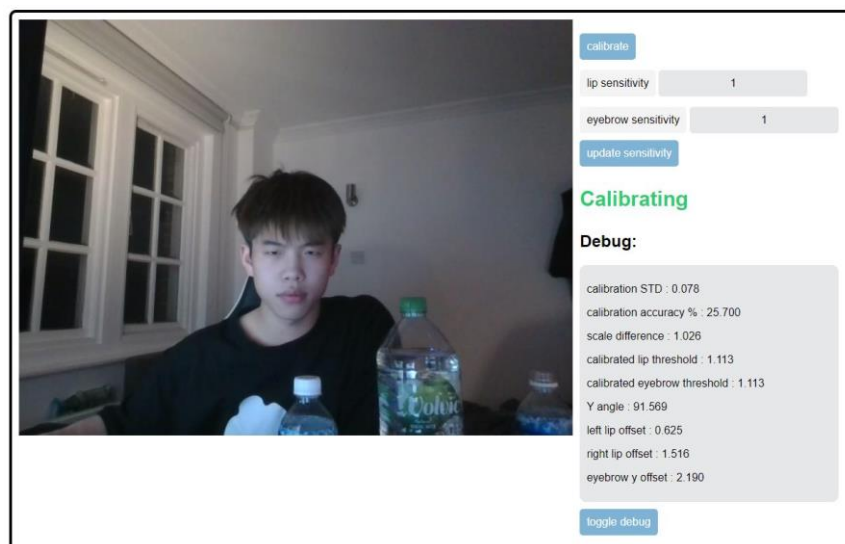 calibrate
lip sensitivity 1
eyebrow sensitivity 1
update sensitivity
Calibrating
Debug:
calibration STD : 0.078
calibration accuracy % : 25.700
scale difference : 1.026
calibrated lip threshold : 1.113
calibrated eyebrow threshold : 1.113
Y angle : 91.569
left lip offset : 0.625
right lip offset : 1.516
eyebrow y offset : 2.190
toggle debug
Volvic